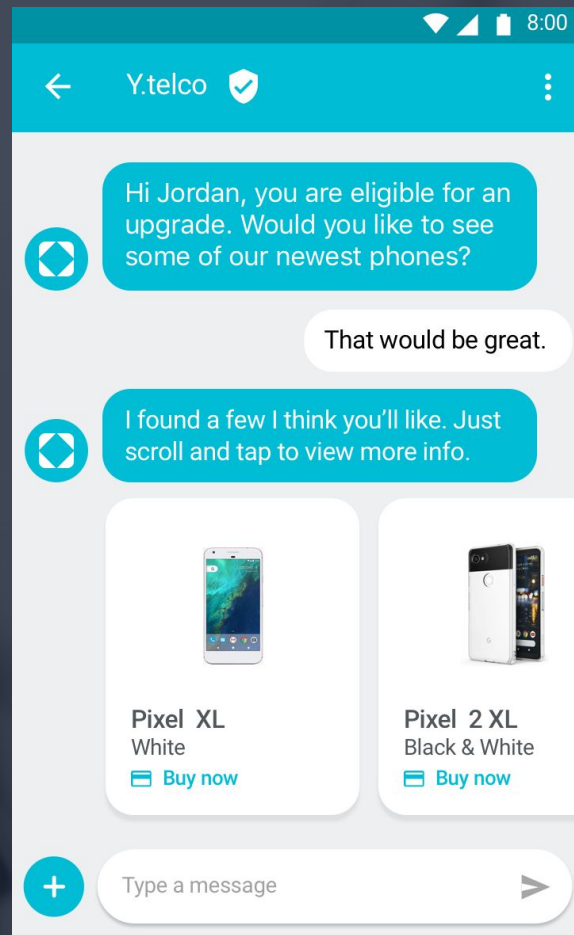 8:00
Y.telco
Hi Jordan, you are eligible for an
upgrade. Would you like to see
some of our newest phones?
That would be great.
I found a few I think you’ll like. Just
scroll and tap to view more info.
Pixel XL
White
Buy now
Pixel 2 XL
Black & White
Buy now
Type a message